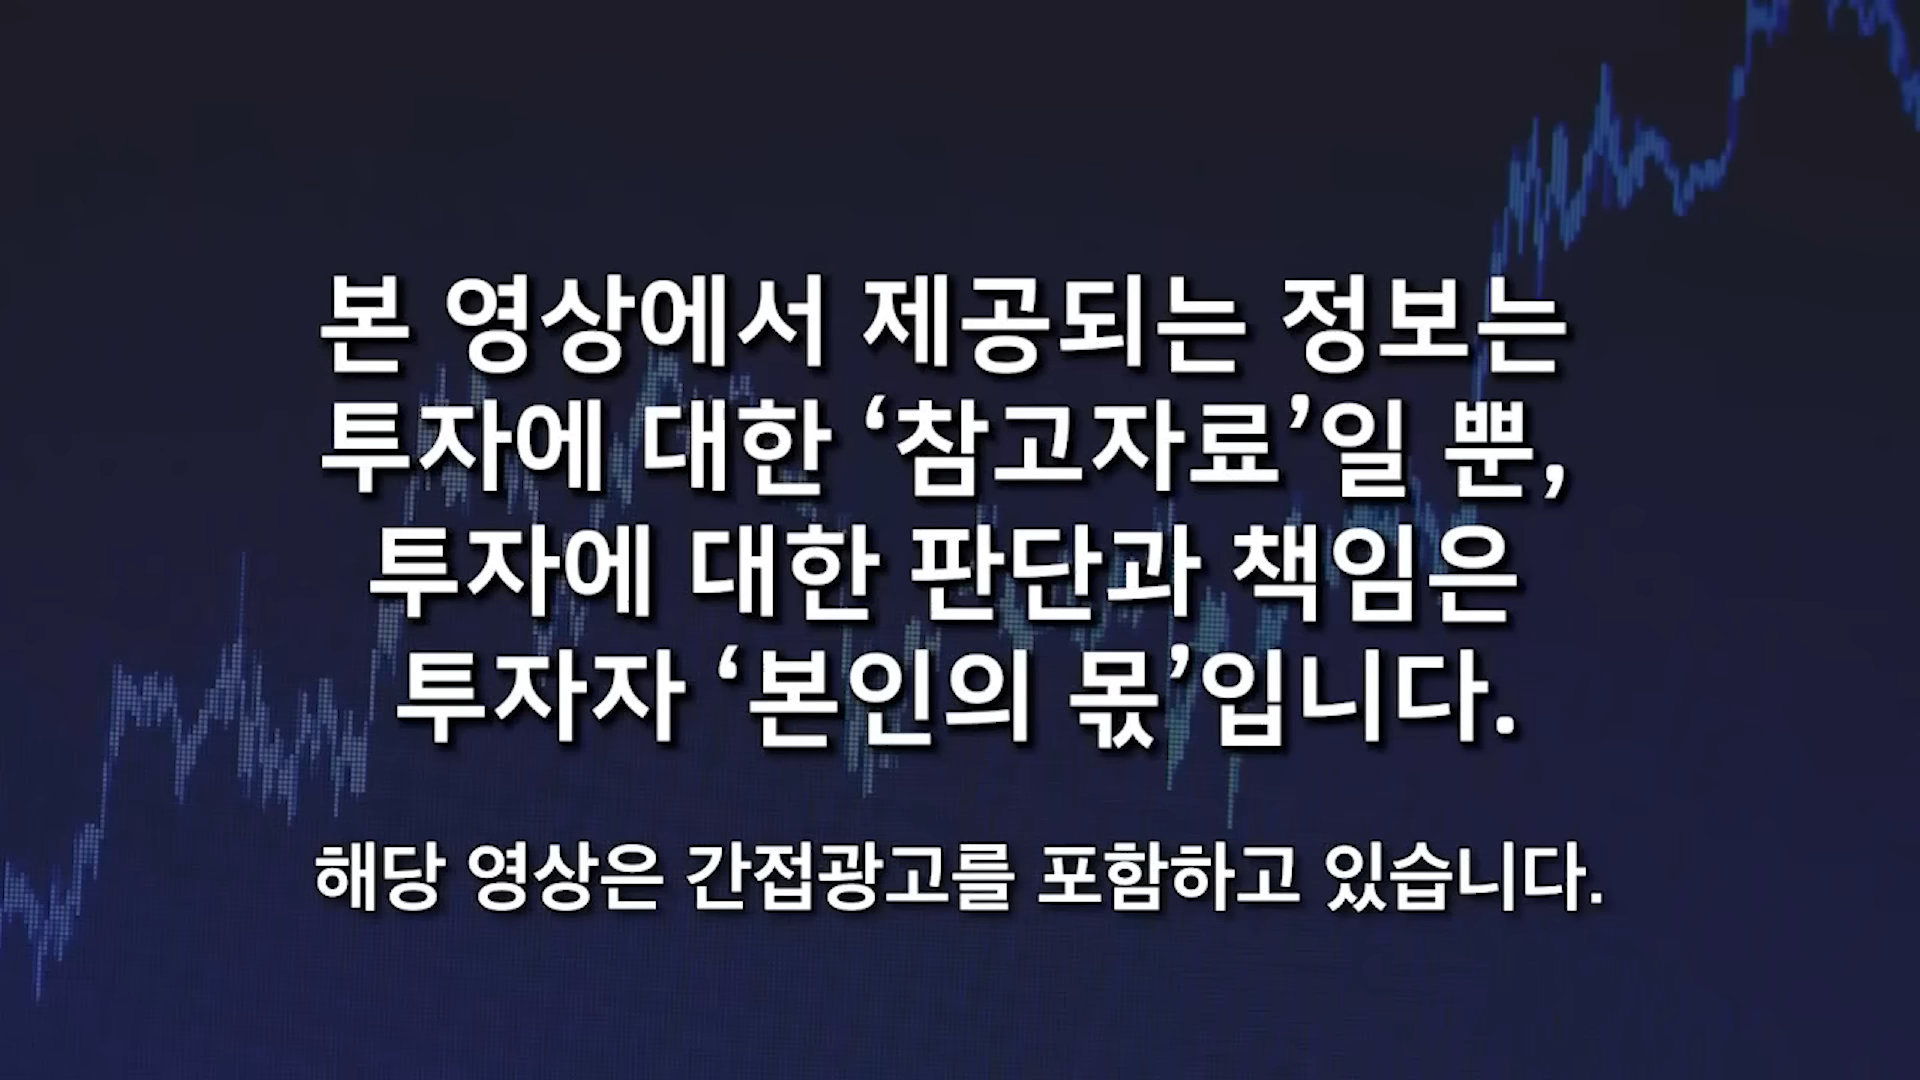 본 영상에서 제공되는 정보는
투자에 대한 ‘참고자료’일 뿐,
투자에 대한 판단과 책임은
투자자 ‘본인의 몫’입니다.
해당 영상은 간접광고를 포함하고 있습니다.